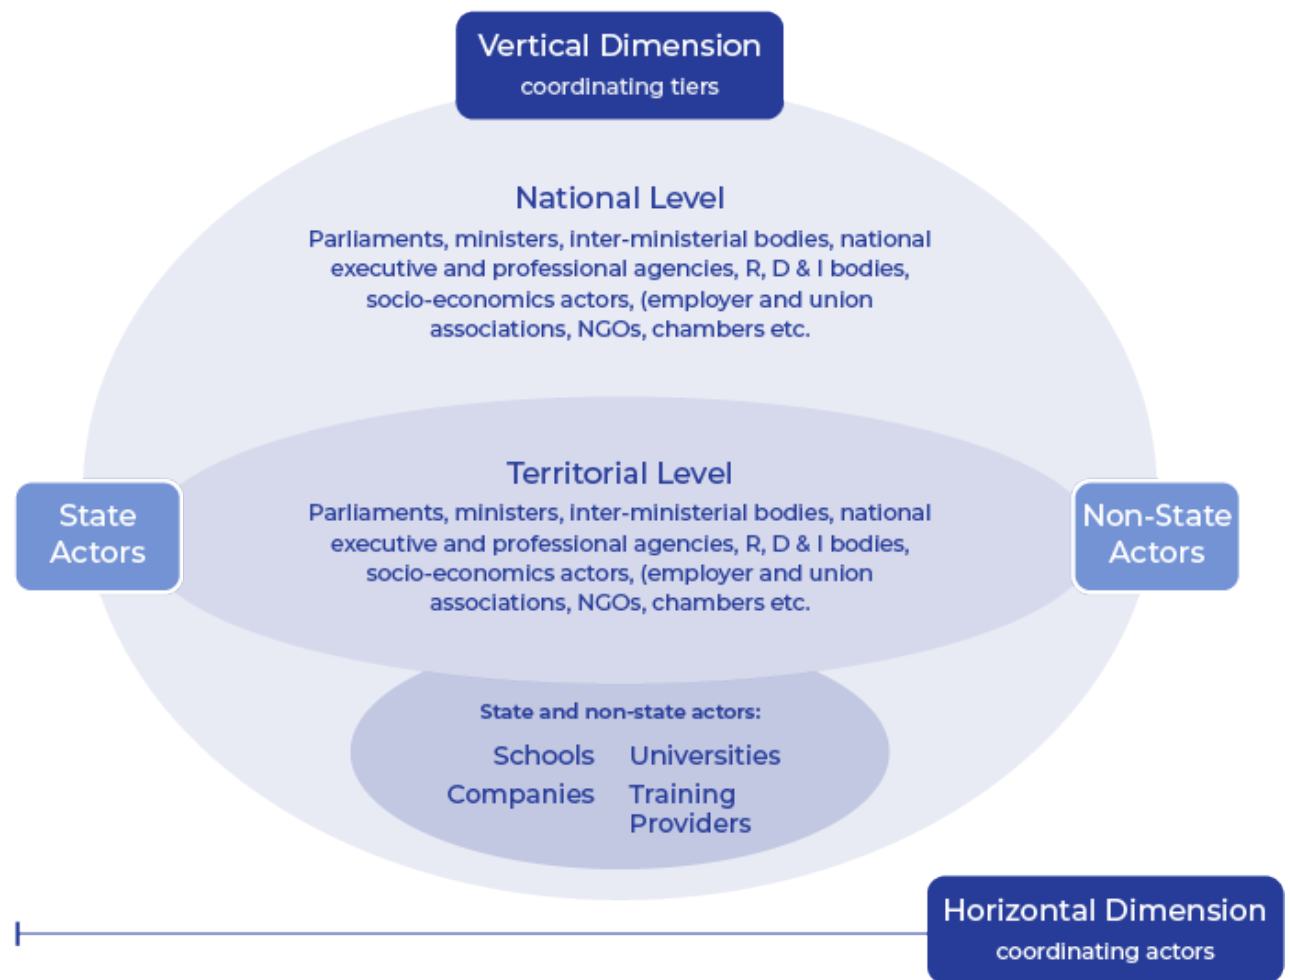 Vertical Dimension
coordinating tiers
National Level
Parliaments, ministers, inter-ministerial bodies, national
executive and professional agencies, R, D & I bodies,
socio-economics actors, (employer and union
associations, NGOs, chambers etc.
Territorial Level
Parliaments, ministers, inter-ministerial bodies, national
executive and professional agencies, R, D & I bodies,
socio-economics actors, (employer and union
associations, NGOs, chambers etc.
State
Actors
Non-State
Actors
State and non-state actors:
Schools Universities
Companies Training
Providers
Horizontal Dimension
coordinating actors